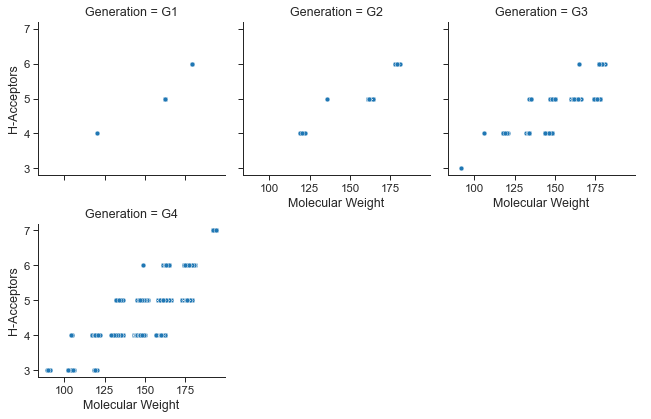 Generation = G1
7
6
5
4
3
H-Acceptors
Generation = G2
100 125 150 175
Molecular Weight
Generation = G3
100 125 150 175
Molecular Weight
Generation = G4
7
6
5
4
3
H-Acceptors
100 125 150 175
Molecular Weight